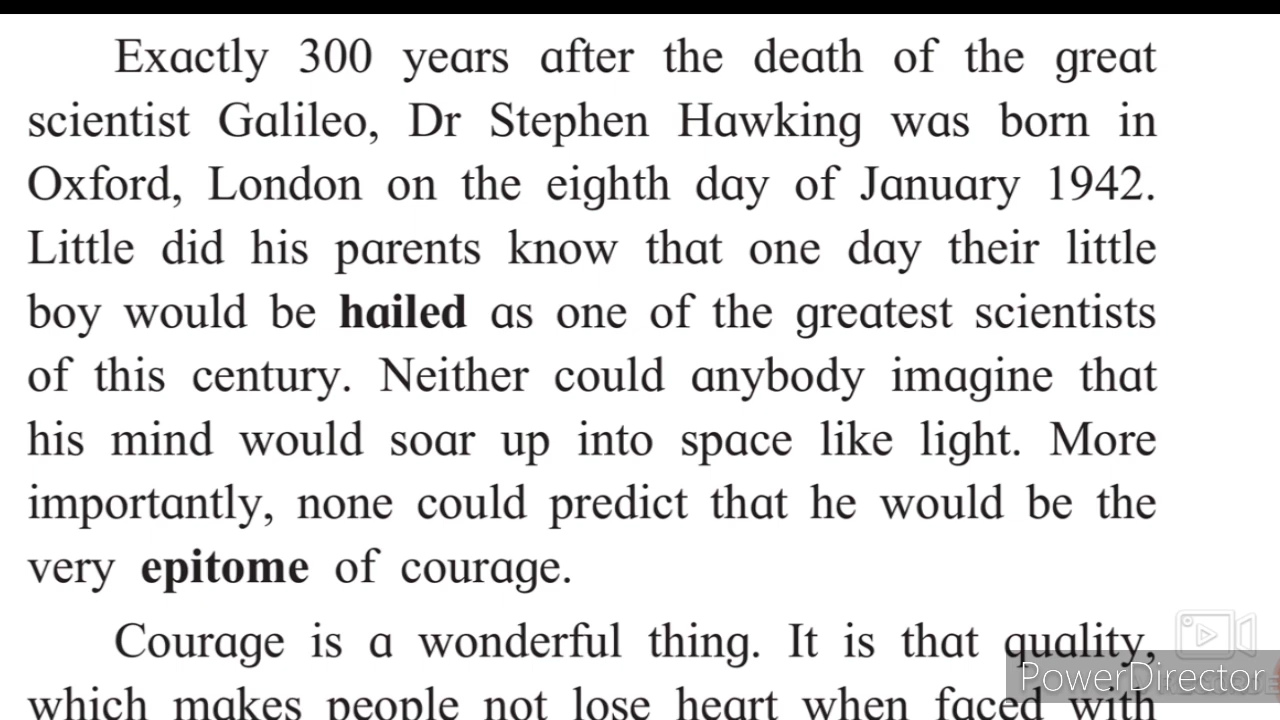 Exactly 300 years after the death of the great
scientist Galileo, Dr Stephen Hawking was born in
Oxford, London on the eighth day of January 1942.
Little did his parents know that one day their little
boy would be hailed as one of the greatest scientists
of this century. Neither could anybody imagine that
his mind would soar up into space like light. More
importantly, none could predict that he would be the
very epitome of courage.
Courage is a wonderful thing. It is that quality,
which makes people not lose heart when faced with
PowerDirector